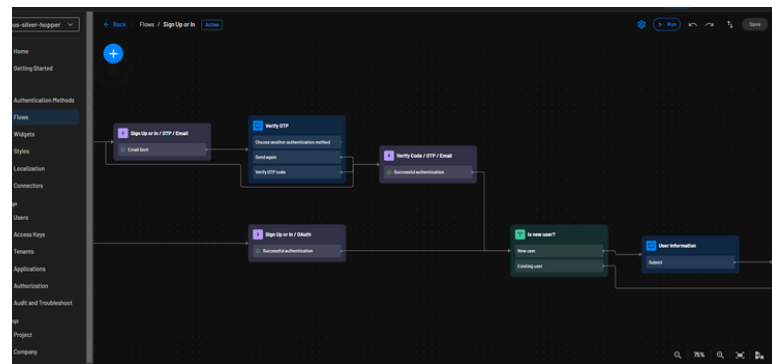 us-silver-hopper
Back
Flows / Sign Up or In
Active
Run
Save
Home
Getting Started
Authentication Methods
Flows
Widgets
Styles
Localization
Connectors
Users
Access Keys
Tenants
Applications
Authorization
Audit and Troubleshoot
Project
Company
Sign Up or In / OTP / Email
Email Sent
Verify OTP
Choose another authentication method
Send again
Verify OTP code
Verify Code / OTP / Email
Successful authentication
Sign Up or In / OAuth
Successful authentication
Is new user?
New user
Existing user
User Information
Submit
75%